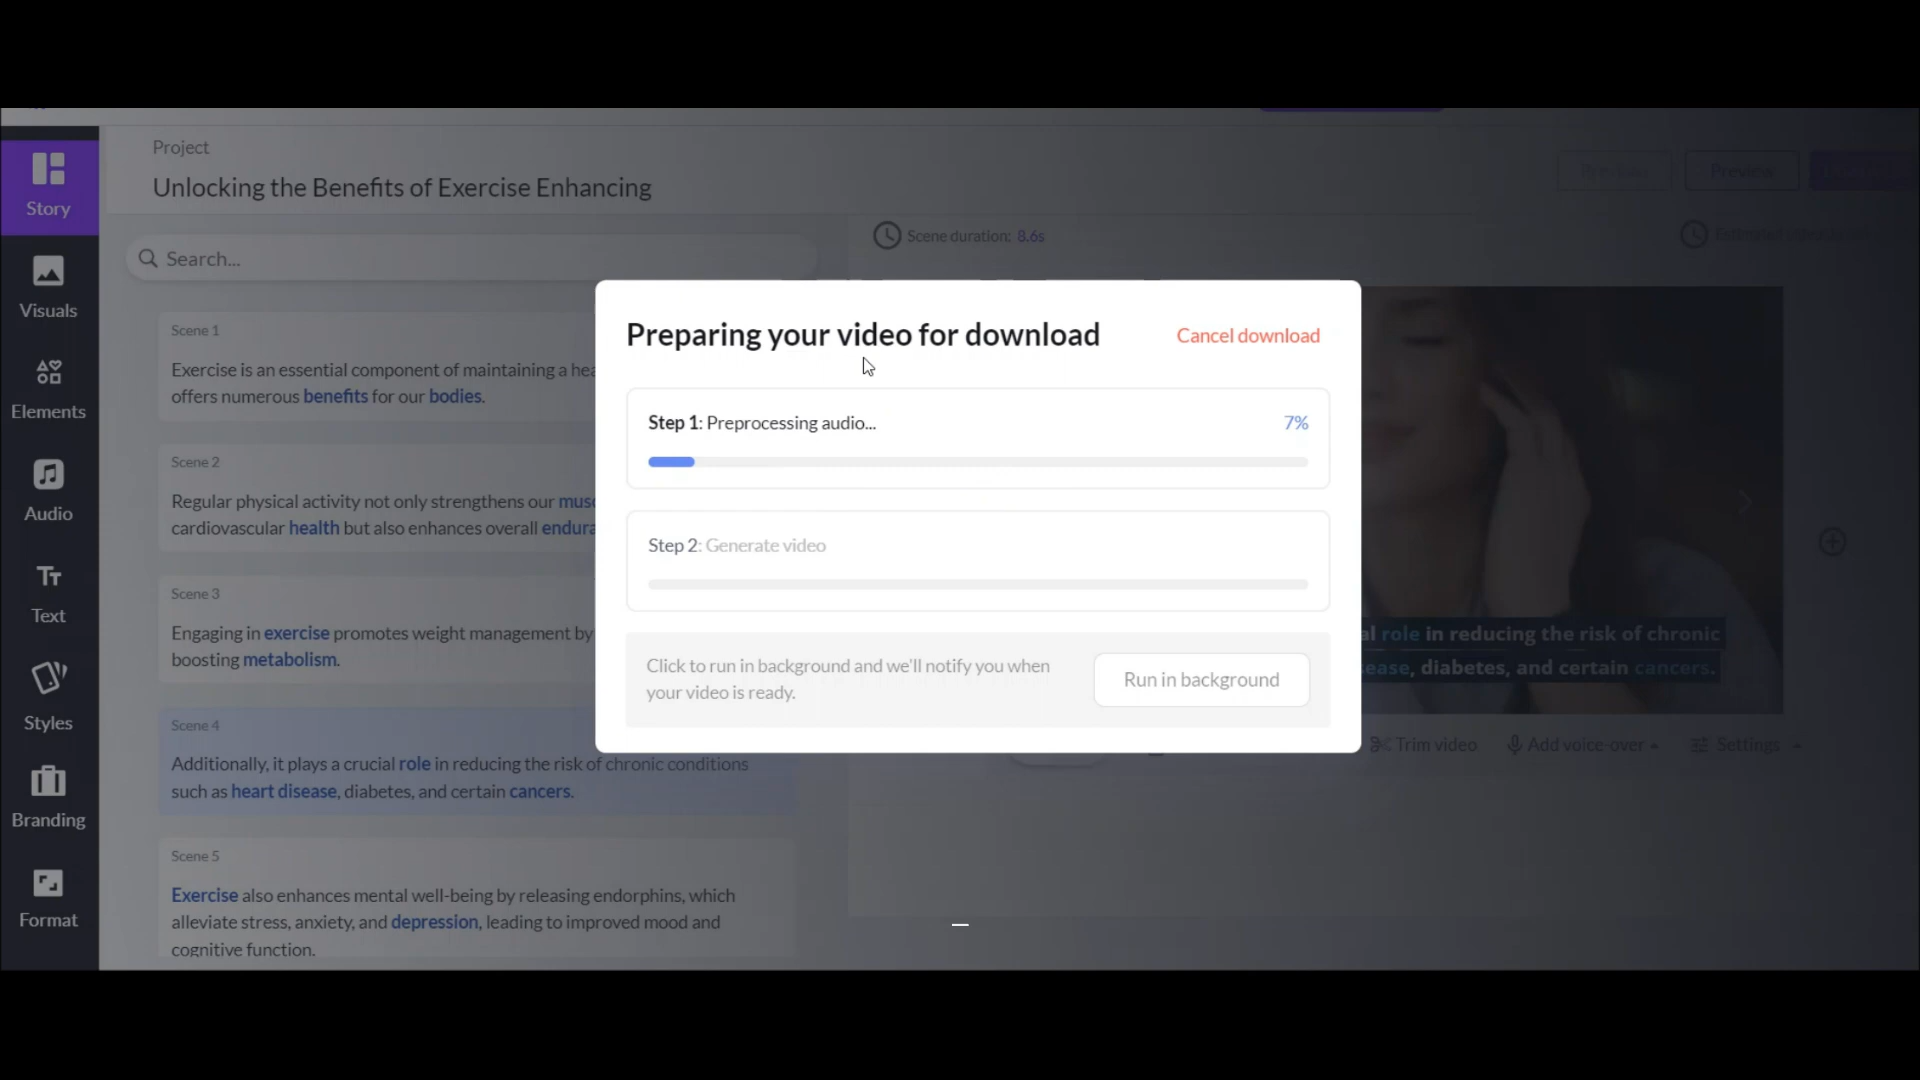 Project
Unlocking the Benefits of Exercise Enhancing
Story
Visuals
Elements
Audio
Text
Styles
Branding
Format
Search...
Scene 1
Exercise is an essential component of maintaining a
offers numerous benefits for our bodies.
Scene 2
Regular physical activity not only strengthens our
cardiovascular health but also enhances overall
Scene 3
Engaging in exercise promotes weight management by
boosting metabolism.
Scene 4
Additionally, it plays a crucial role in reducing the risk of chronic conditions
such as heart disease, diabetes, and certain cancers.
Scene 5
Exercise also enhances mental well-being by releasing endorphins, which
alleviate stress, anxiety, and depression, leading to improved mood and
cognitive function.
Preview
Scene duration: 8.6s
Preparing your video for download
Cancel download
Step 1: Preprocessing audio...
7%
Step 2: Generate video
Click to run in background and we'll notify you when
your video is ready.
Run in background
role in reducing the risk of chronic
diabetes, and certain cancers.
Trim video
Add voice-over
Settings